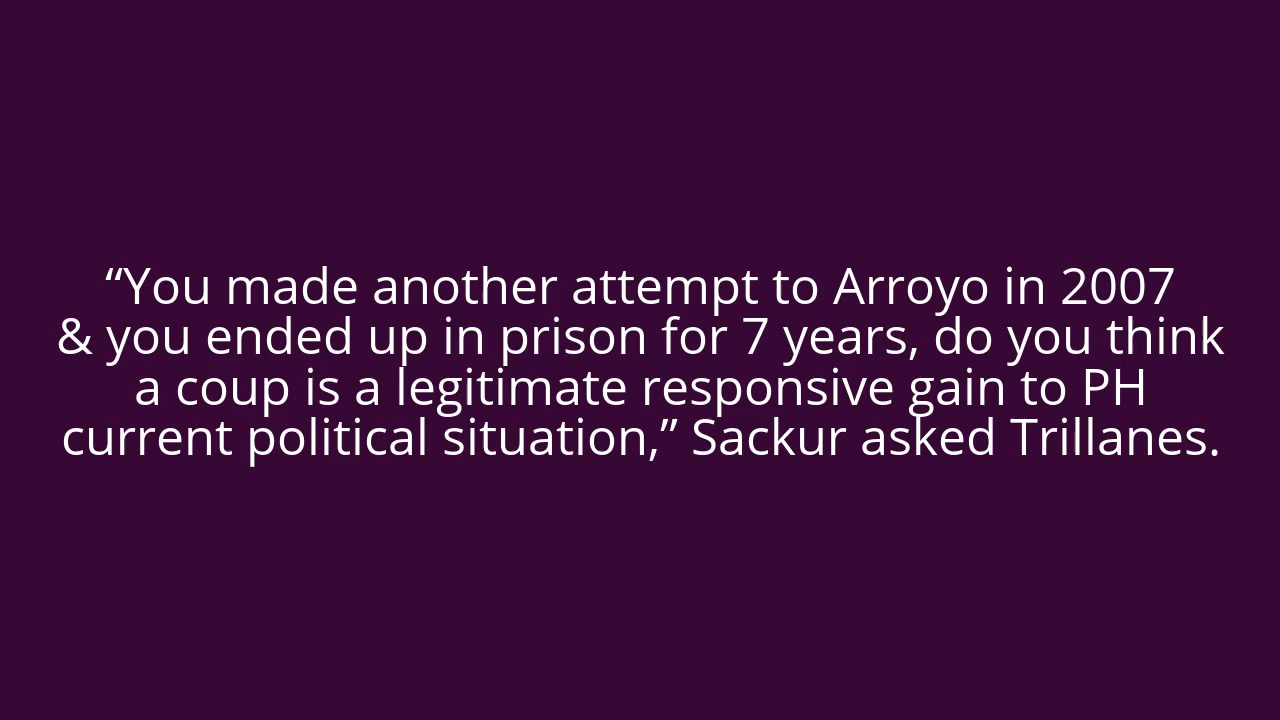 “You made another attempt to Arroyo in 2007
& you ended up in prison for 7 years, do you think
a coup is a legitimate responsive gain to PH
current political situation,” Sackur asked Trillanes.